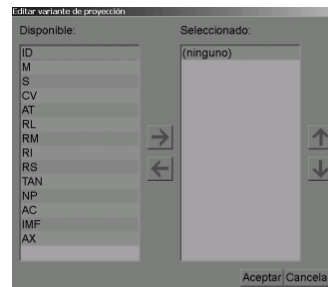 Editar variante de proyección
Disponible:
Seleccionado:
ID
M
S
CV
AT
RL
RM
RI
RS
TAN
NP
AC
IMF
AX
(ninguno)
Aceptar
Cancela